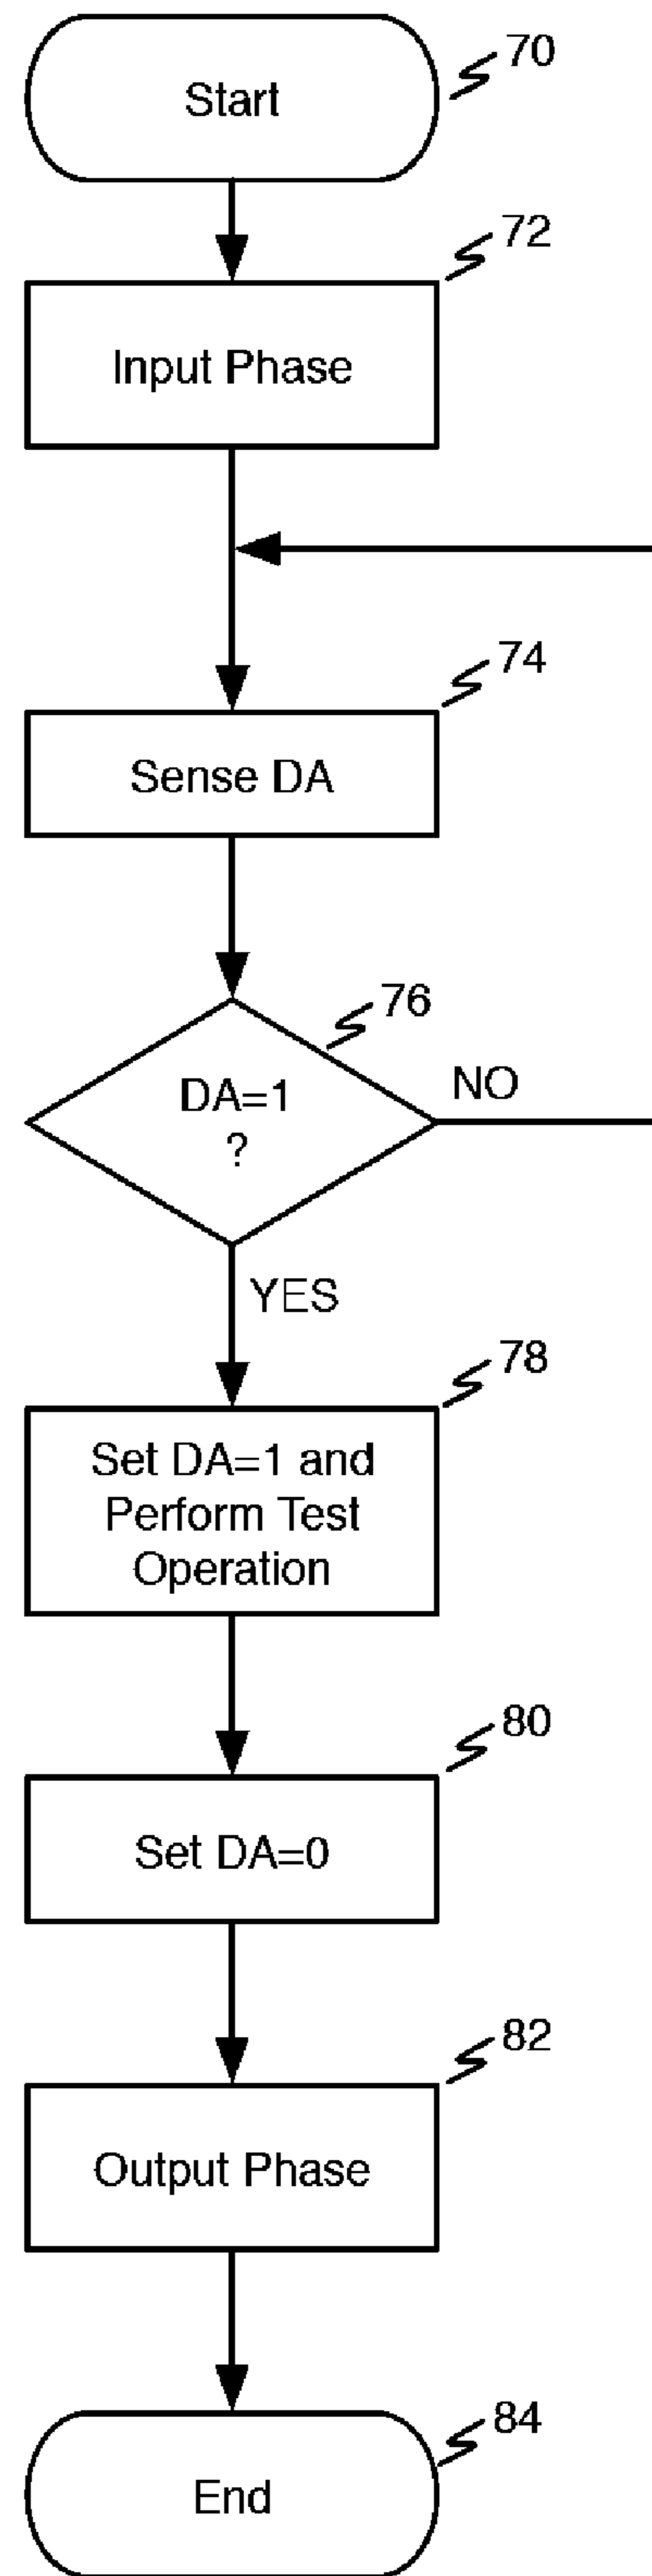 Start
70
72
Input Phase
74
Sense DA
76
DA=1
?
NO
YES
78
Set DA=1 and
Perform Test
Operation
80
Set DA=0
82
Output Phase
84
End